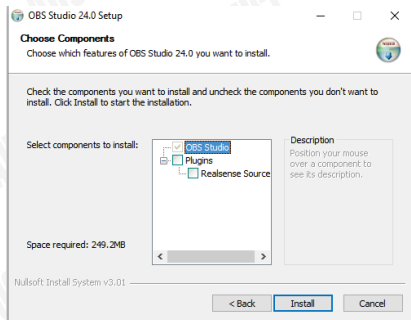 OBS Studio 24.0 Setup
Choose Components
Choose which features of OBS Studio 24.0 you want to install.
Check the components you want to install and uncheck the components you don't want to
install. Click Install to start the installation.
Select components to install:
OBS Studio
Plugins
Realsense Source
Description
Position your mouse
over a component to
see its description.
Space required: 249.2MB
Nullsoft Install System v3.01
< Back
Install
Cancel